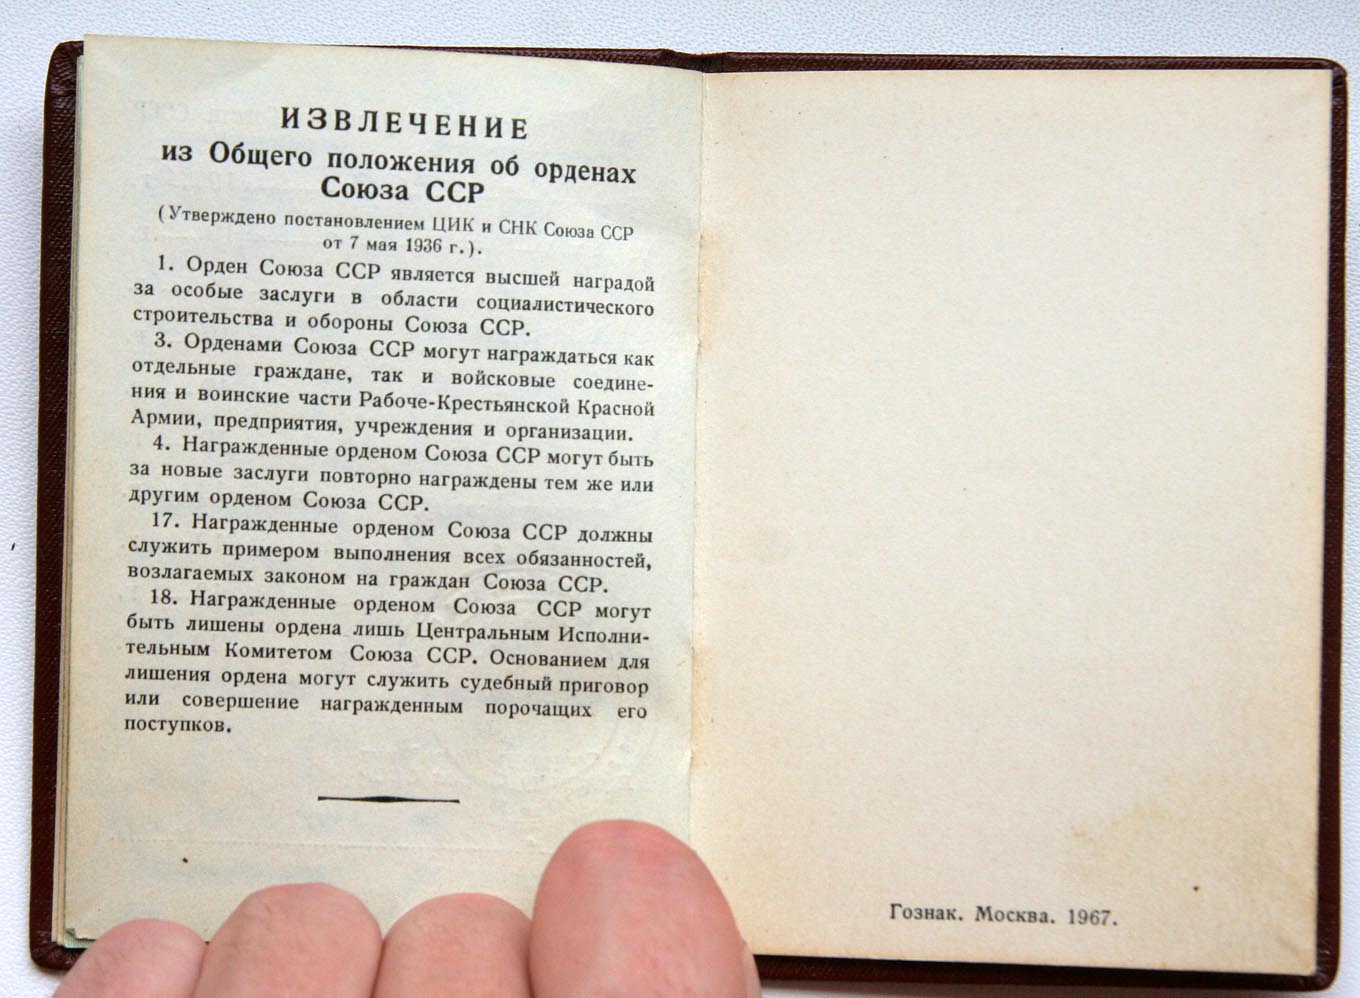 ИЗВЛЕЧЕНИЕ
из Общего положения об орденах
Союза ССР
(Утверждено постановлением ЦИК и СНК Союза ССР
от 7 мая 1936 г.).
1. Орден Союза ССР является высшей наградой
за особые заслуги в области социалистического
строительства и обороны Союза ССР.
3. Орденами Союза ССР могут награждаться как
отдельные граждане, так и войсковые соедине-
ния и воинские части Рабоче-Крестьянской Красной
Армии, предприятия, учреждения и организации.
4. Награжденные орденом Союза ССР могут быть
за новые заслуги повторно награждены тем же или
другим орденом Союза ССР.
17. Награжденные орденом Союза ССР должны
служить примером выполнения всех обязанностей,
возлагаемых законом на граждан Союза ССР.
18. Награжденные орденом Союза ССР могут
быть лишены ордена лишь Центральным Исполни-
тельным Комитетом Союза ССР. Основанием для
лишения ордена могут служить судебный приговор
или совершение награжденным порочащих его
поступков.
Гознак. Москва. 1967.